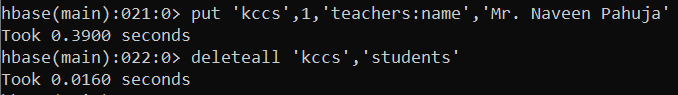 hbase(main):021:0> put 'kccs',1,'teachers:name','Mr. Naveen Pahuja'
Took 0.3900 seconds
hbase(main):022:0> deleteall 'kccs','students'
Took 0.0160 seconds